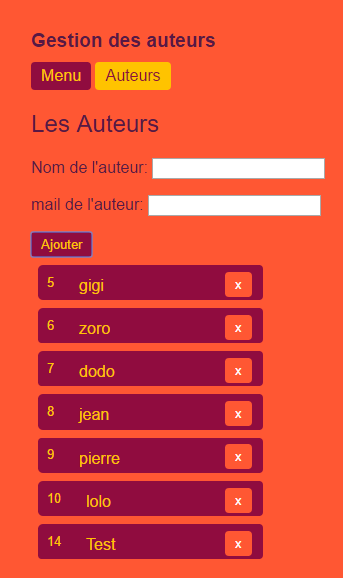 Gestion des auteurs
Menu Auteurs
Les Auteurs
Nom de l'auteur:
mail de l'auteur:
Ajouter
5 gigi x
6 zoro x
7 dodo x
8 jean x
9 pierre x
10 lolo x
14 Test x